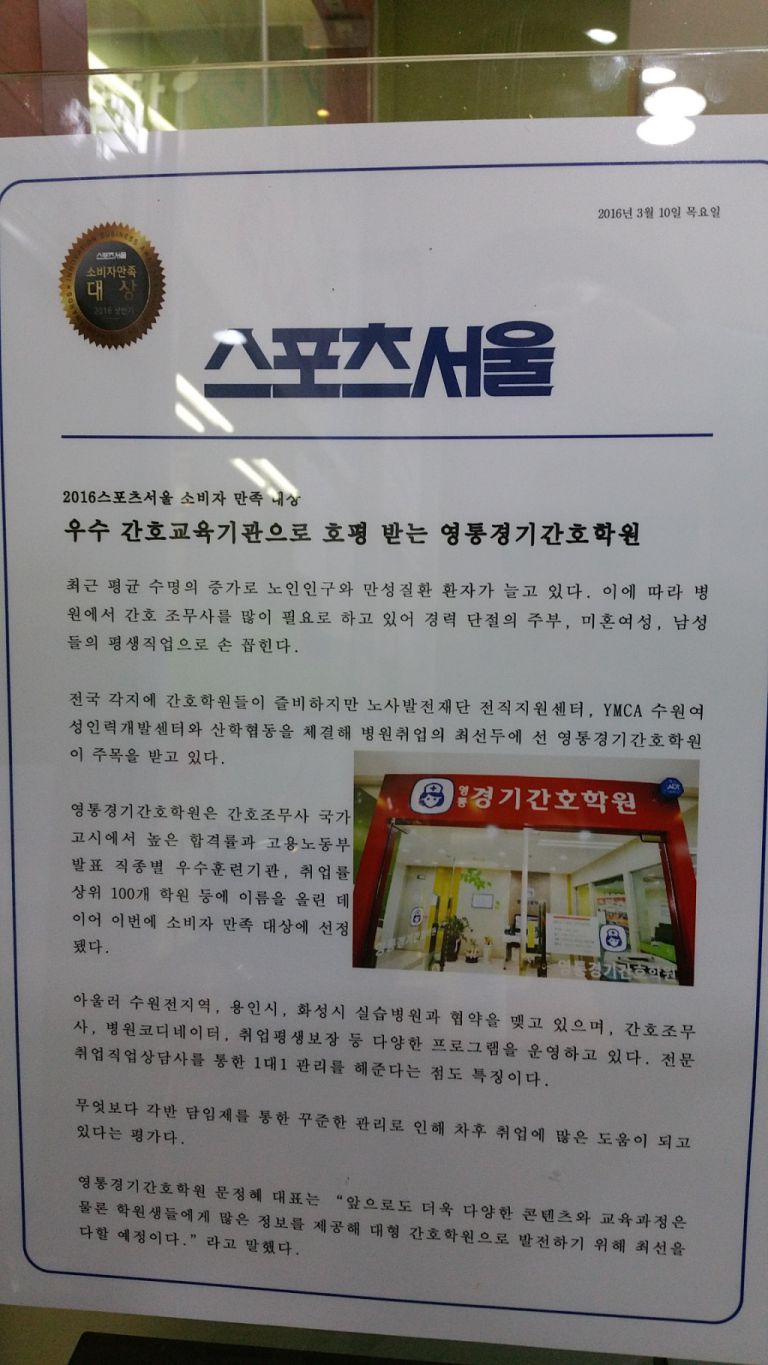 2016년 3월 10일 목요일
INNOVATION BUSINESS
스포츠서울
소비자만족
대 상
2016 상반기
스포츠서울
2016스포츠서울 소비자 만족 대상
우수 간호교육기관으로 호평 받는 영통경기간호학원
최근 평균 수명의 증가로 노인인구와 만성질환 환자가 늘고 있다. 이에 따라 병
원에서 간호 조무사를 많이 필요로 하고 있어 경력 단절의 주부, 미혼여성, 남성
들의 평생직업으로 손 꼽힌다.
전국 각지에 간호학원들이 즐비하지만 노사발전재단 전직지원센터, YMCA 수원여
성인력개발센터와 산학협동을 체결해 병원취업의 최선두에 선 영통경기간호학원
이 주목을 받고 있다.
영통경기간호학원은 간호조무사 국가
고시에서 높은 합격률과 고용노동부
발표 직종별 우수훈련기관, 취업률
상위 100개 학원 등에 이름을 올린 데
이어 이번에 소비자 만족 대상에 선정
됐다.
영통 경기간호학원
ADT
영통경기간호학원
영통경기간호학원
아울러 수원전지역, 용인시, 화성시 실습병원과 협약을 맺고 있으며, 간호조무
사, 병원코디네이터, 취업평생보장 등 다양한 프로그램을 운영하고 있다. 전문
취업직업상담사를 통한 1대1 관리를 해준다는 점도 특징이다.
무엇보다 각반 담임제를 통한 꾸준한 관리로 인해 차후 취업에 많은 도움이 되고
있다는 평가다.
영통경기간호학원 문정혜 대표는 “앞으로도 더욱 다양한 콘텐츠와 교육과정은
물론 학원생들에게 많은 정보를 제공해 대형 간호학원으로 발전하기 위해 최선을
다할 예정이다.” 라고 말했다.